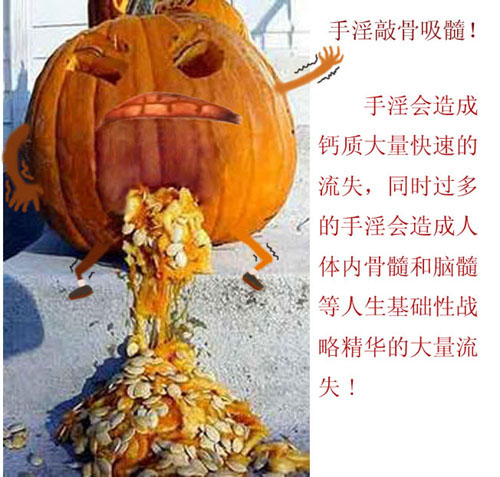 手淫敲骨吸髓！
手淫会造成
钙质大量快速的
流失，同时过多
的手淫会造成人
体内骨髓和脑髓
等人生基础性战
略精华的大量流
失！